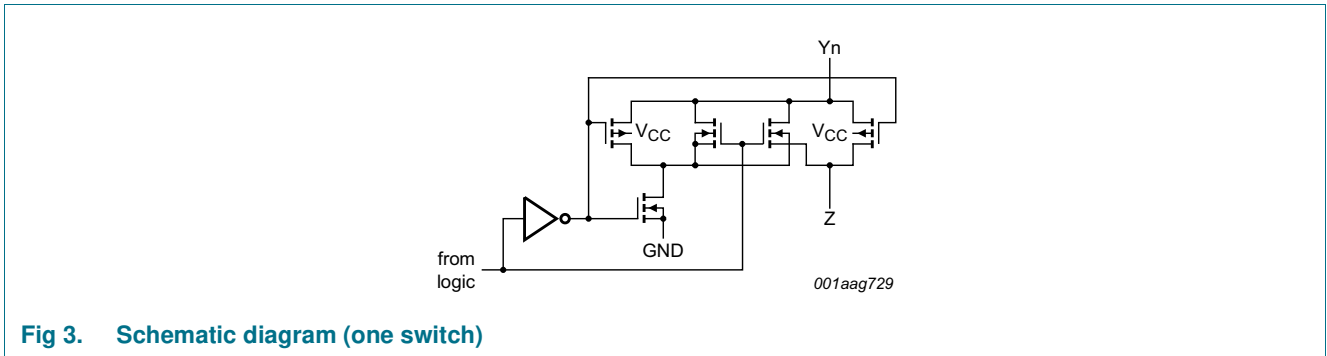 Yn
VCC
VCC
GND
Z
from
logic
001aag729
Fig 3. Schematic diagram (one switch)